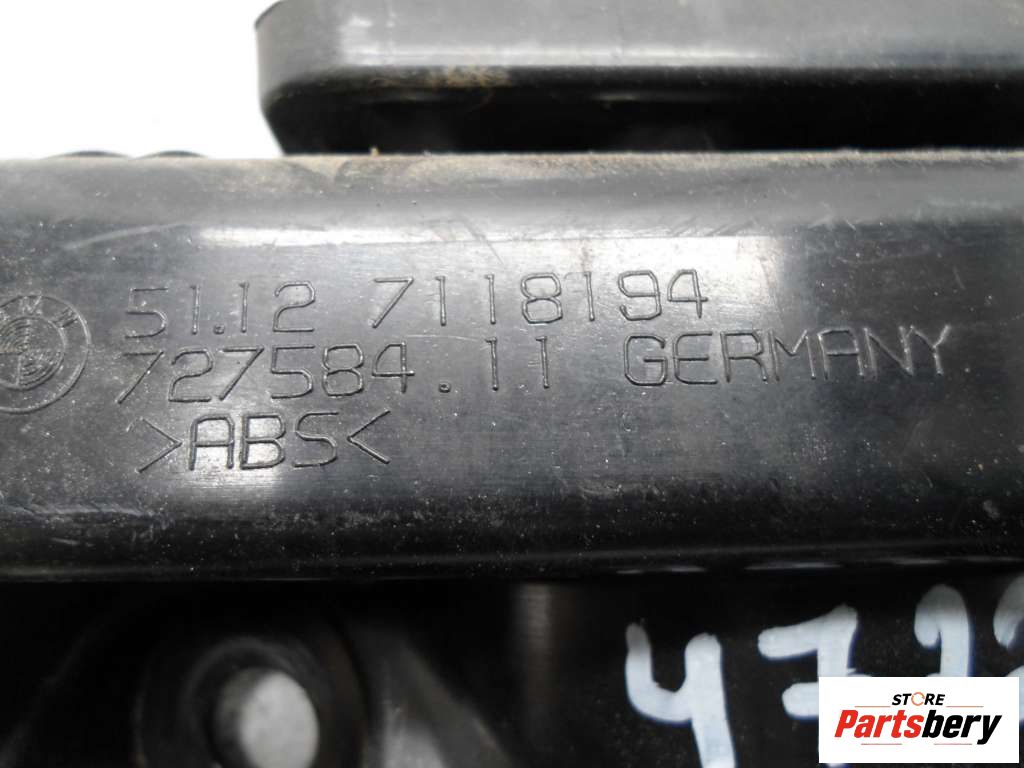 51.12 7118194
727584.11 GERMANY
>ABS<
STORE
Partsbery